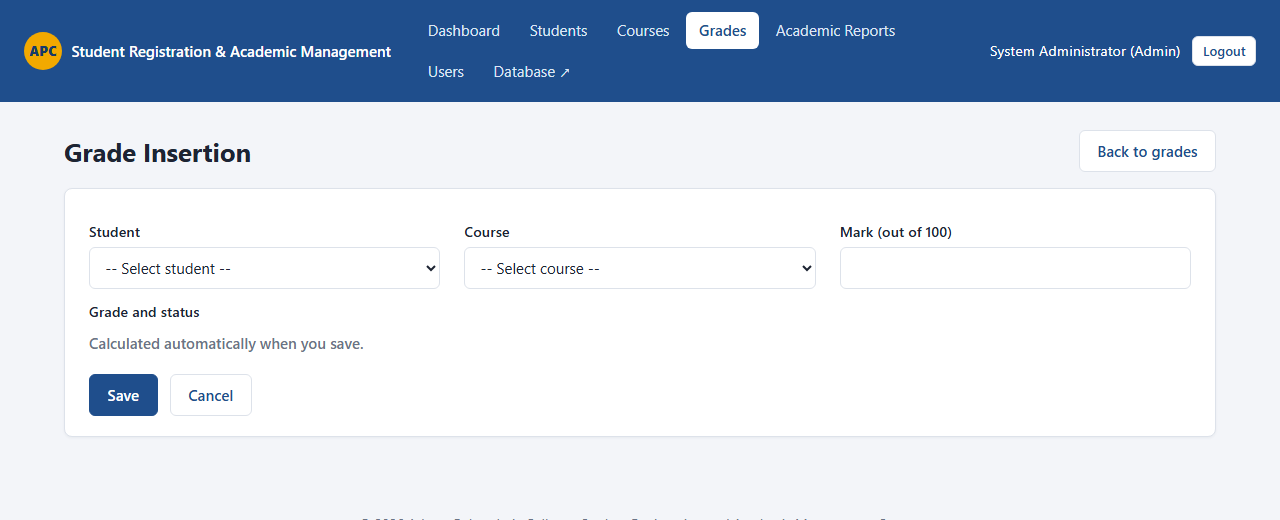 APC Student Registration & Academic Management
Dashboard Students Courses Grades Academic Reports
Users Database ↗
System Administrator (Admin) Logout
Grade Insertion
Back to grades
Student Course Mark (out of 100)
-- Select student -- -- Select course --
Grade and status
Calculated automatically when you save.
Save Cancel